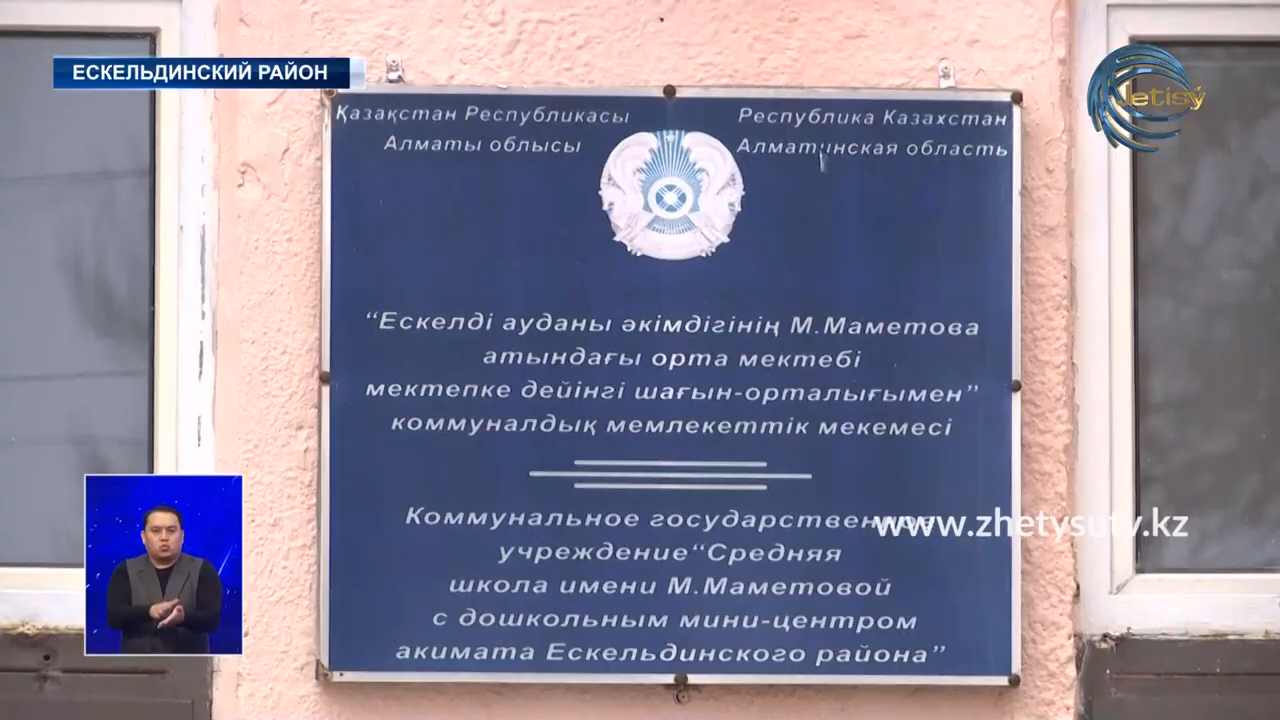 ЕСКЕЛЬДИНСКИЙ РАЙОН
Jetisý
Қазақстан Республикасы
Алматы облысы
Республика Казахстан
Алматинская область
“Ескелді ауданы әкімдігінің М.Маметова
атындағы орта мектебі
мектепке дейінгі шағын-орталығымен”
коммуналдық мемлекеттік мекемесі
Коммунальное государственное
www.zhetysutv.kz
учреждение“Средняя
школа имени М.Маметовой
с дошкольным мини-центром
акимата Ескельдинского района”